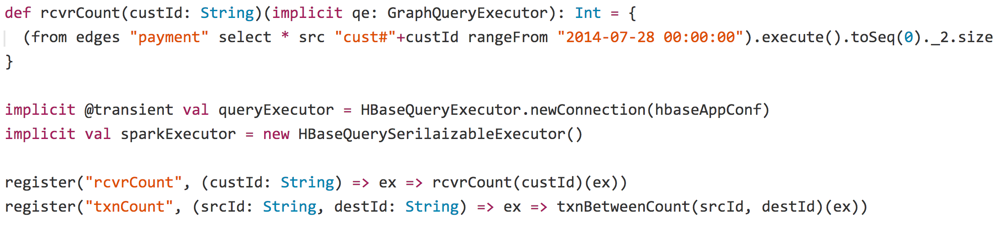 def rcvrCount(custId: String)(implicit qe: GraphQueryExecutor): Int = {
  (from edges "payment" select * src "cust#"+custId rangeFrom "2014-07-28 00:00:00").execute().toSeq(0)._2.size
}
implicit @transient val queryExecutor = HBaseQueryExecutor.newConnection(hbaseAppConf)
implicit val sparkExecutor = new HBaseQuerySerilaizableExecutor()
register("rcvrCount", (custId: String) => ex => rcvrCount(custId)(ex))
register("txnCount", (srcId: String, destId: String) => ex => txnBetweenCount(srcId, destId)(ex))